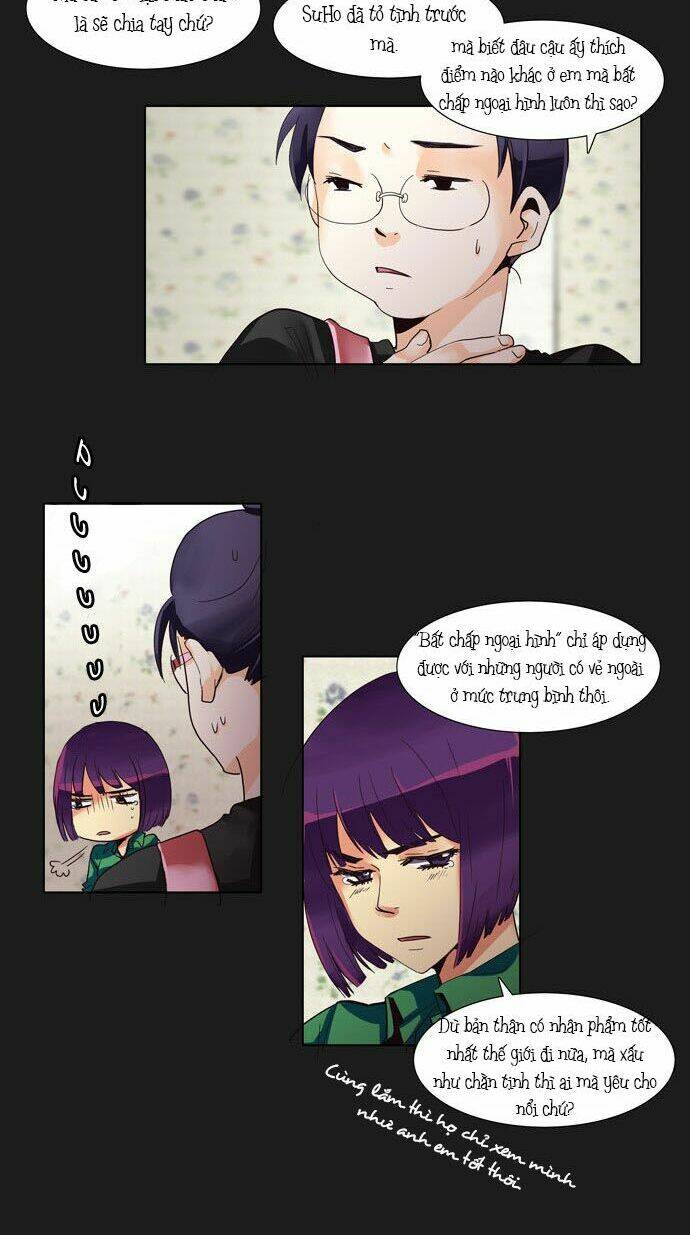 là sẽ chia tay chứ?
SuHo đã tỏ tình trước
mà.
mà biết đâu cậu ấy thích
điểm nào khác ở em mà bất
chấp ngoại hình luôn thì sao?
"Bất chấp ngoại hình" chỉ áp dụng
được với những người có vẻ ngoài
ở mức trung bình thôi.
Dù bản thân có nhân phẩm tốt
nhất thế giới đi nữa, mà xấu
như chằn tinh thì ai mà yêu cho
nổi chứ?
Cùng lắm thì họ chỉ xem mình
như anh em tốt thôi.